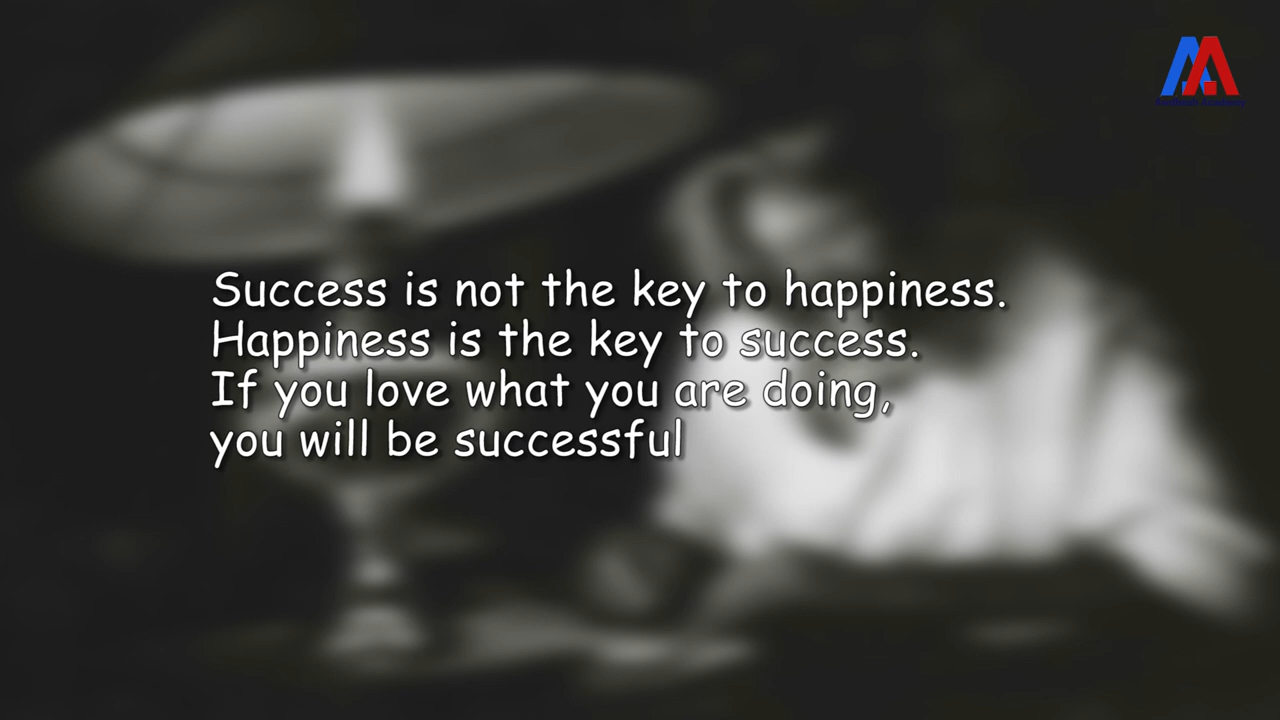 Success is not the key to happiness.
Happiness is the key to success.
If you love what you are doing,
you will be successful